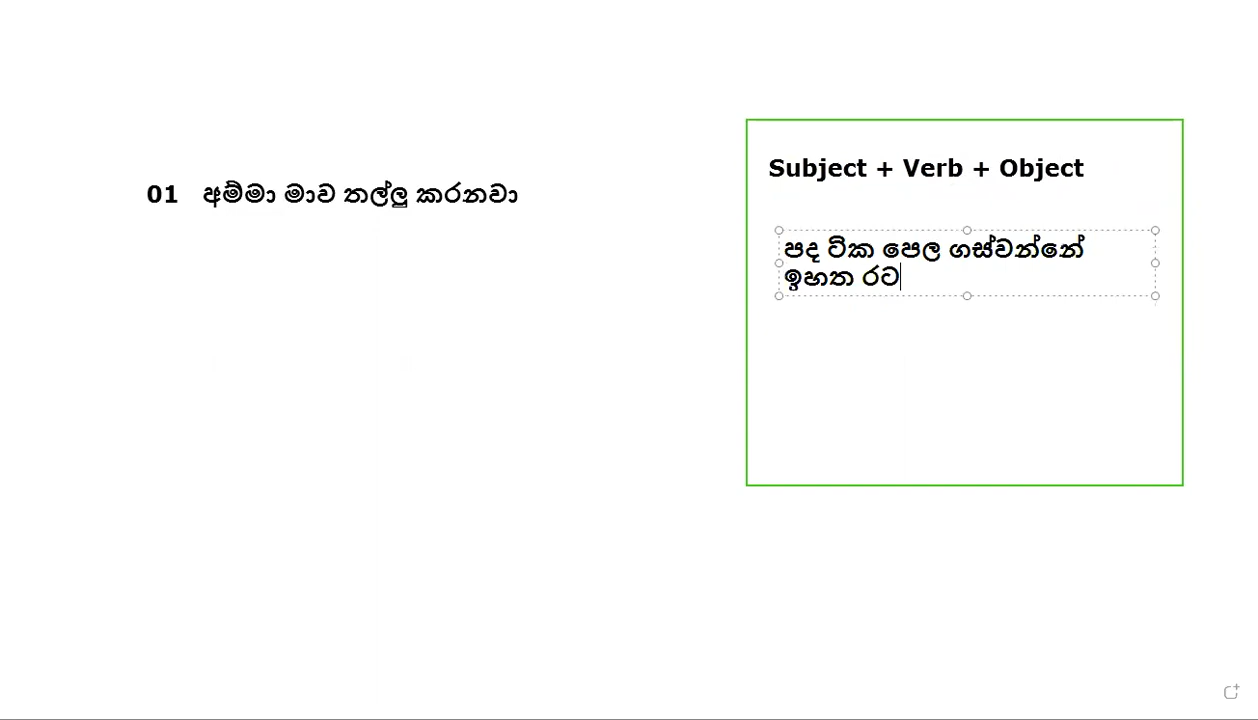 01 අම්මා මාව තල්ලු කරනවා
Subject + Verb + Object
පද ටික පෙල ගස්වන්නේ
ඉහත රට